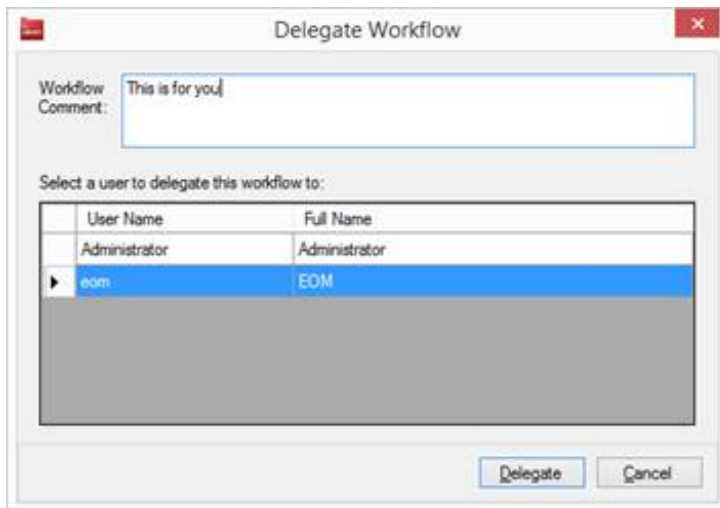 Delegate Workflow
Workflow
Comment:
This is for you
Select a user to delegate this workflow to:
User Name Full Name
Administrator Administrator
eom EOM
Delegate Cancel